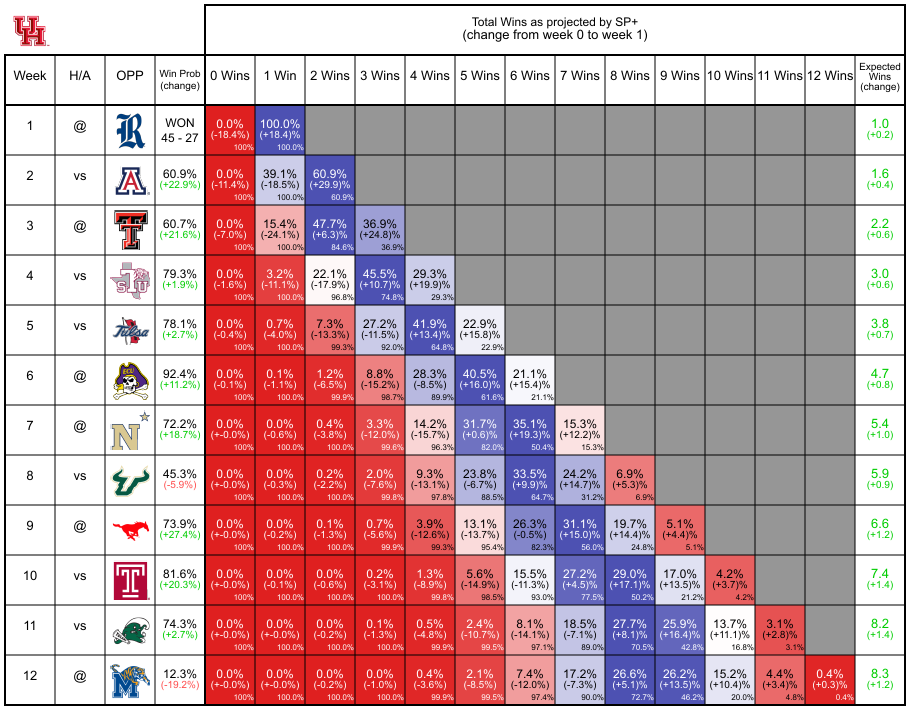 UH
Total Wins as projected by SP+
(change from week 0 to week 1)
Week H/A OPP Win Prob (change) 0 Wins 1 Win 2 Wins 3 Wins 4 Wins 5 Wins 6 Wins 7 Wins 8 Wins 9 Wins 10 Wins 11 Wins 12 Wins Expected Wins (change)
1 @ R WON 0.0% 100.0% 1.0
45 - 27 (-18.4%) (+18.4)% (+0.2)
100% 100.0%
2 vs A 60.9% 0.0% 39.1% 60.9% 1.6
(+22.9%) (-11.4%) (-18.5%) (+29.9)% (+0.4)
100% 100.0% 60.9%
3 @ T 60.7% 0.0% 15.4% 47.7% 36.9% 2.2
(+21.6%) (-7.0%) (-24.1%) (+6.3)% (+24.8)% (+0.6)
100% 100.0% 84.6% 36.9%
4 vs STU 79.3% 0.0% 3.2% 22.1% 45.5% 29.3% 3.0
(+1.9%) (-1.6%) (-11.1%) (-17.9%) (+10.7)% (+19.9)% (+0.6)
100% 100.0% 96.8% 74.8% 29.3%
5 vs Tulsa 78.1% 0.0% 0.7% 7.3% 27.2% 41.9% 22.9% 3.8
(+2.7%) (-0.4%) (-4.0%) (-13.3%) (-11.5%) (+13.4)% (+15.8)% (+0.7)
100% 100.0% 99.3% 92.0% 64.8% 22.9%
6 @ ECU 92.4% 0.0% 0.1% 1.2% 8.8% 28.3% 40.5% 21.1% 4.7
(+11.2%) (-0.1%) (-1.1%) (-6.5%) (-15.2%) (-8.5%) (+16.0)% (+15.4)% (+0.8)
100% 100.0% 99.9% 98.7% 89.9% 61.6% 21.1%
7 @ N 72.2% 0.0% 0.0% 0.4% 3.3% 14.2% 31.7% 35.1% 15.3% 5.4
(+18.7%) (+-0.0%) (-0.6%) (-3.8%) (-12.0%) (-15.7%) (+0.6)% (+19.3)% (+12.2)% (+1.0)
100% 100.0% 100.0% 99.6% 96.3% 82.0% 50.4% 15.3%
8 vs 45.3% 0.0% 0.0% 0.2% 2.0% 9.3% 23.8% 33.5% 24.2% 6.9% 5.9
(-5.9%) (+-0.0%) (-0.3%) (-2.2%) (-7.6%) (-13.1%) (-6.7%) (+9.9)% (+14.7)% (+5.3)% (+0.9)
100% 100.0% 100.0% 99.8% 97.8% 88.5% 64.7% 31.2% 6.9%
9 @ 73.9% 0.0% 0.0% 0.1% 0.7% 3.9% 13.1% 26.3% 31.1% 19.7% 5.1% 6.6
(+27.4%) (+-0.0%) (-0.2%) (-1.3%) (-5.6%) (-12.6%) (-13.7%) (-0.5%) (+15.0)% (+14.4)% (+4.4)% (+1.2)
100% 100.0% 100.0% 99.9% 99.3% 95.4% 82.3% 56.0% 24.8% 5.1%
10 vs T 81.6% 0.0% 0.0% 0.0% 0.2% 1.3% 5.6% 15.5% 27.2% 29.0% 17.0% 4.2% 7.4
(+20.3%) (+-0.0%) (-0.1%) (-0.6%) (-3.1%) (-8.9%) (-14.9%) (-11.3%) (+4.5)% (+17.1)% (+13.5)% (+3.7)% (+1.4)
100% 100.0% 100.0% 100.0% 99.8% 98.5% 93.0% 77.5% 50.2% 21.2% 4.2%
11 vs 74.3% 0.0% 0.0% 0.0% 0.1% 0.5% 2.4% 8.1% 18.5% 27.7% 25.9% 13.7% 3.1% 8.2
(+2.7%) (+-0.0%) (+-0.0%) (-0.2%) (-1.3%) (-4.8%) (-10.7%) (-14.1%) (-7.1%) (+8.1)% (+16.4)% (+11.1)% (+2.8)% (+1.4)
100% 100.0% 100.0% 100.0% 99.9% 99.5% 97.1% 89.0% 70.5% 42.8% 16.8% 3.1%
12 @ M 12.3% 0.0% 0.0% 0.0% 0.0% 0.4% 2.1% 7.4% 17.2% 26.6% 26.2% 15.2% 4.4% 0.4% 8.3
(-19.2%) (+-0.0%) (+-0.0%) (-0.2%) (-1.0%) (-3.6%) (-8.5%) (-12.0%) (-7.3%) (+5.1)% (+13.5)% (+10.4)% (+3.4)% (+0.3)% (+1.2)
100% 100.0% 100.0% 100.0% 99.9% 99.5% 97.4% 90.0% 72.7% 46.2% 20.0% 4.8% 0.4%